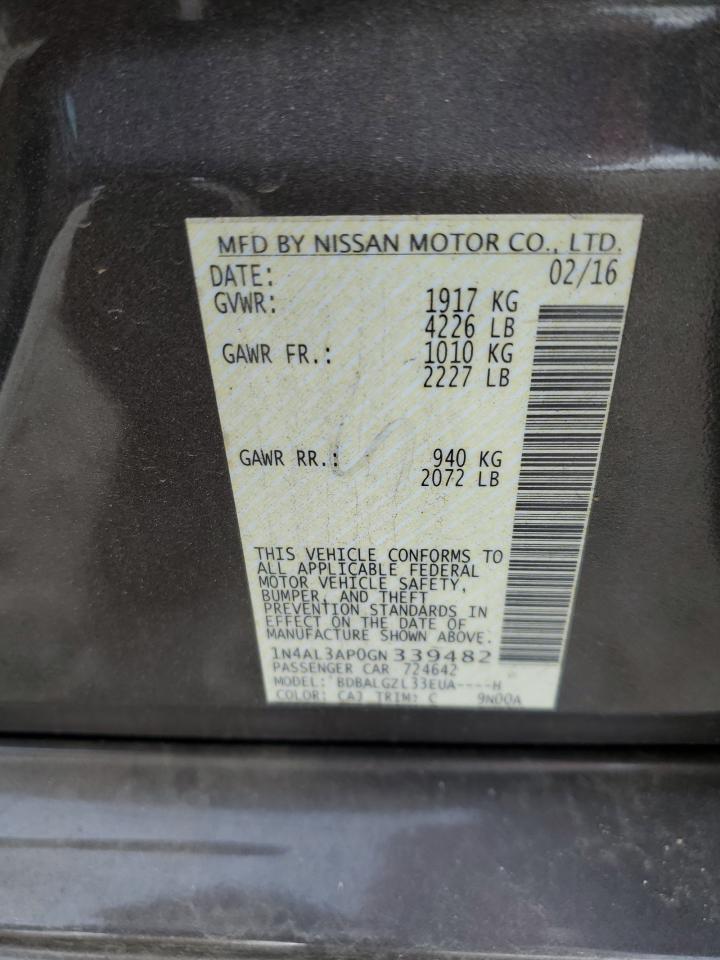 MFD BY NISSAN MOTOR CO., LTD.
DATE: 02/16
GVWR: 1917 KG
4226 LB
GAWR FR.: 1010 KG
2227 LB
GAWR RR.: 940 KG
2072 LB
THIS VEHICLE CONFORMS TO
ALL APPLICABLE FEDERAL
MOTOR VEHICLE SAFETY,
BUMPER, AND THEFT
PREVENTION STANDARDS IN
EFFECT ON THE DATE OF
MANUFACTURE SHOWN ABOVE.
1N4AL3AP0GN339482
PASSENGER CAR 724642
MODEL: BDBALGZL33EUA----H
COLOR: CAJ TRIM: C 9N00A